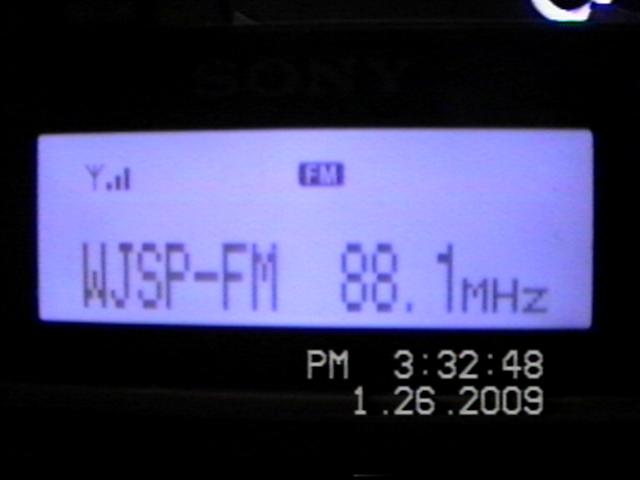 SONY
FM
WJSP-FM 88.1MHz
PM 3:32:48
1.26.2009